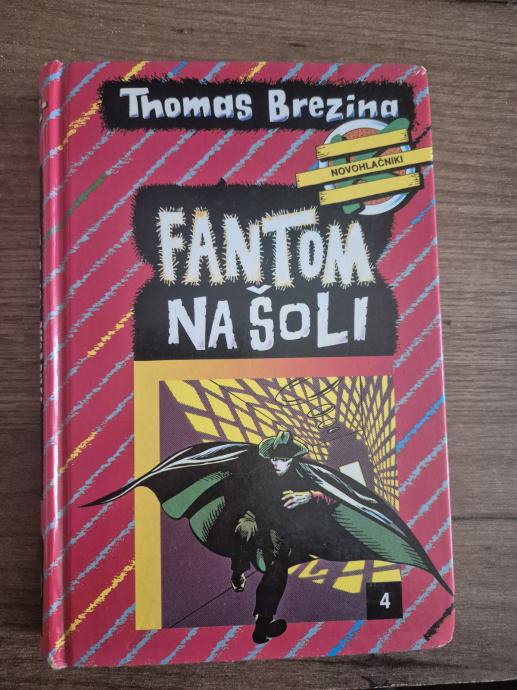 Thomas Brezina
NOVOHLAČNIKI
FANTOM
NA ŠOLI
4